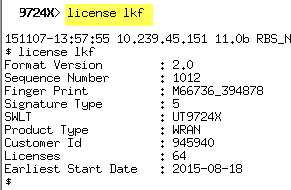 9724X> license lkf
151107-13:57:55 10.239.45.151 11.0b RBS_N
* license lkf
Format Version : 2.0
Sequence Number : 1012
Finger Print : M66736_394878
Signature Type : 5
SWLT : UT9724X
Product Type : WRAN
Customer Id : 945940
Licenses : 64
Earliest Start Date : 2015-08-18
*